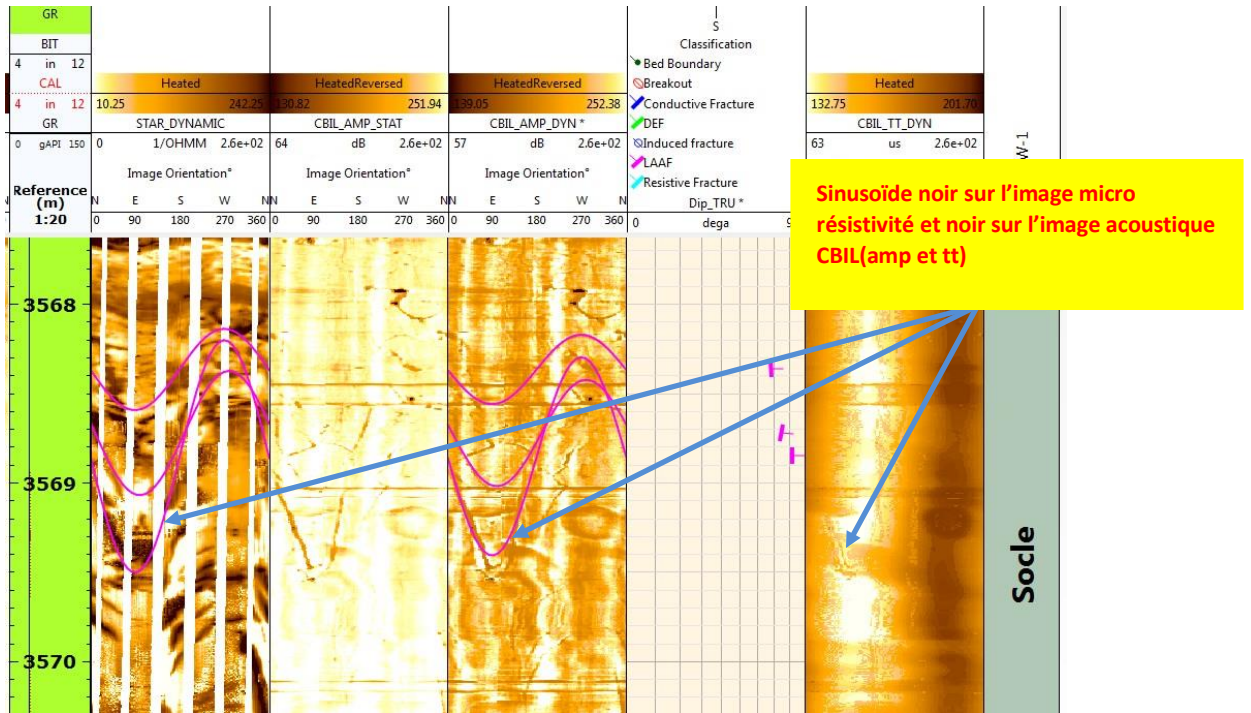 GR
BIT
4 in 12
CAL
4 in 12
GR
0 gAPI 150
Reference
(m)
1:20
Heated
10.25 242.25
STAR_DYNAMIC
0 1/OHMM 2.6e+02
Image Orientation°
N E S W N
0 90 180 270 360
HeatedReversed
130.82 251.94
CBIL_AMP_STAT
64 dB 2.6e+02
Image Orientation°
N E S W N
0 90 180 270 360
HeatedReversed
139.05 252.38
CBIL_AMP_DYN *
57 dB 2.6e+02
Image Orientation°
N E S W N
0 90 180 270 360
S
Classification
Bed Boundary
Breakout
Conductive Fracture
DEF
Induced fracture
LAAF
Resistive Fracture
Dip_TRU *
0 dega
Heated
132.75 201.70
CBIL_TT_DYN
63 us 2.6e+02
W-1
Sinusoïde noir sur l’image micro
résistivité et noir sur l’image acoustique
CBIL(amp et tt)
3568
3569
3570
Socle